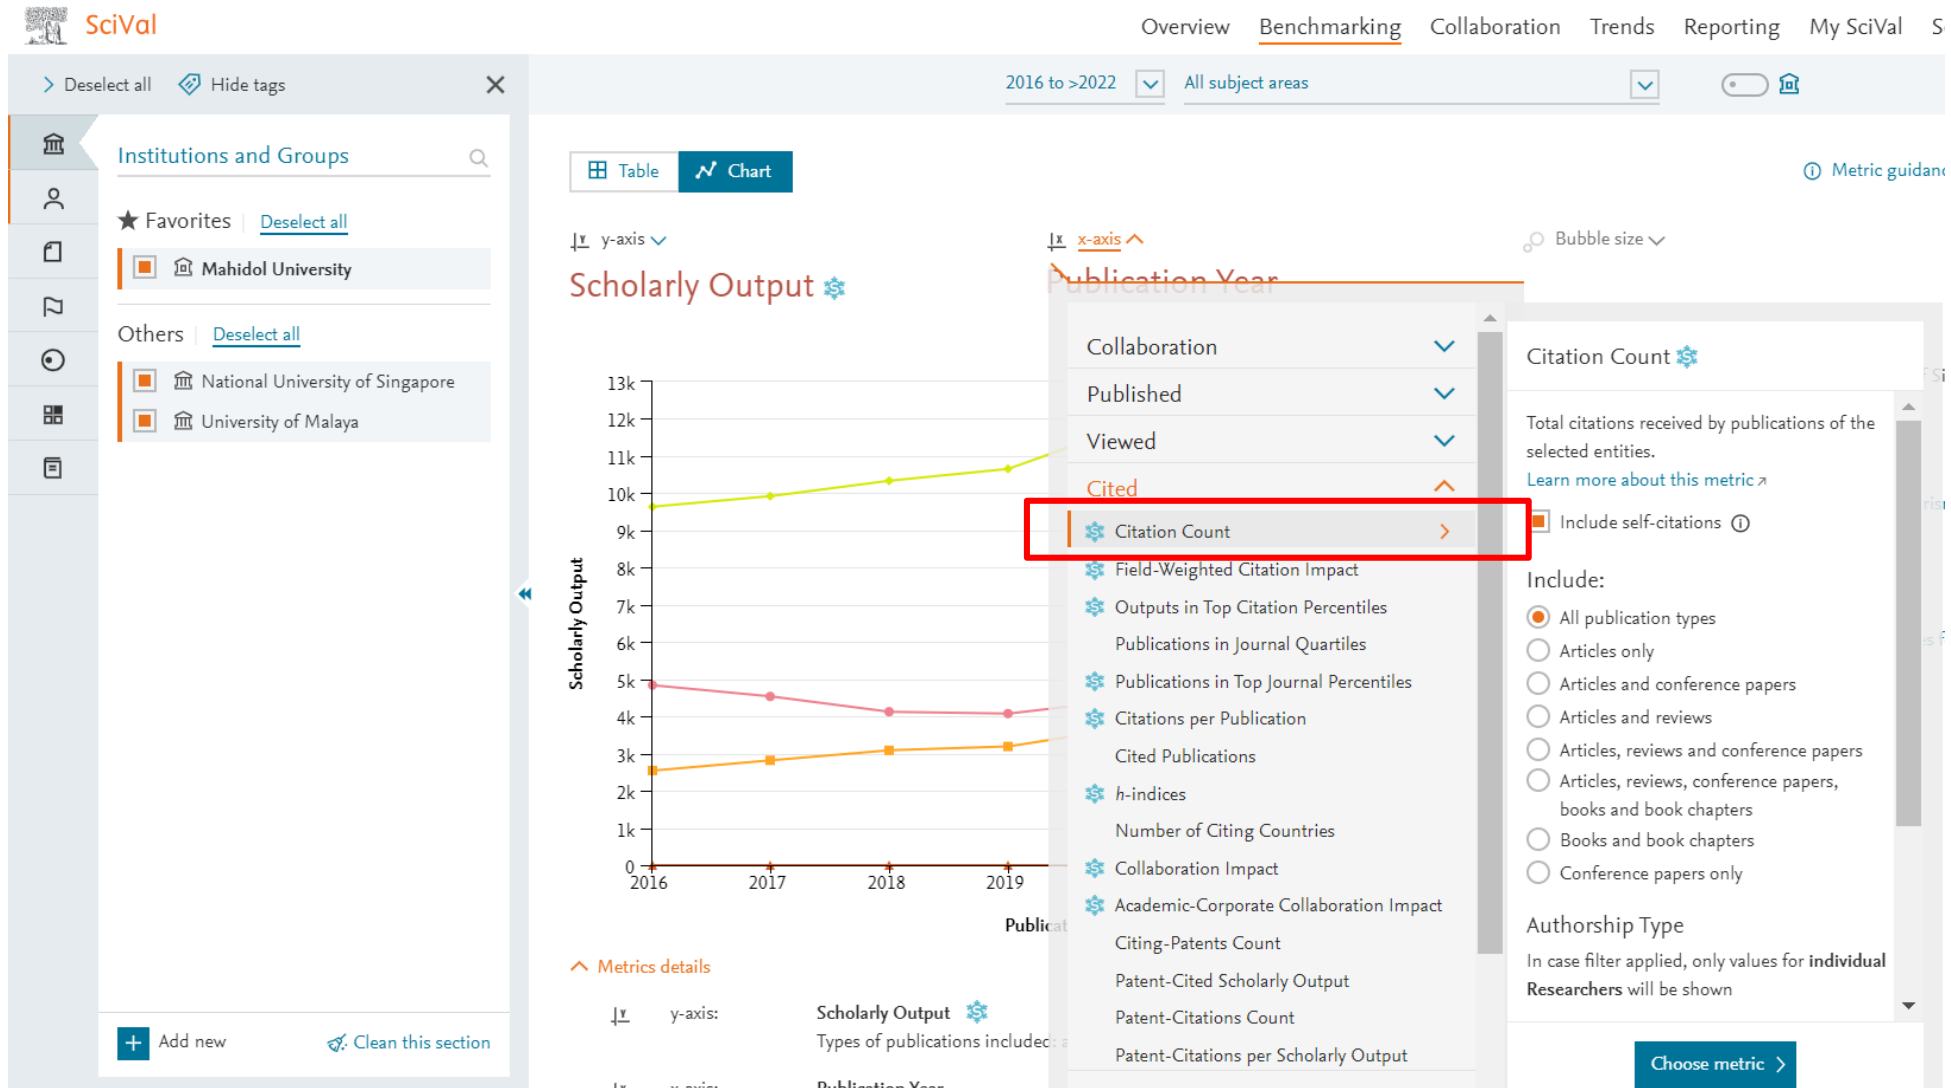 SciVal
Overview Benchmarking Collaboration Trends Reporting My SciVal
Deselect all Hide tags
2016 to >2022 All subject areas
Institutions and Groups
Favorites Deselect all
Mahidol University
Others Deselect all
National University of Singapore
University of Malaya
Add new Clean this section
Table Chart
Metric guidanc
y-axis x-axis Bubble size
Scholarly Output Publication Year
13k
12k
11k
10k
9k
8k
7k
6k
5k
4k
3k
2k
1k
0
Scholarly Output
2016 2017 2018 2019
Publicat
Metrics details
y-axis: Scholarly Output
Types of publications included: a
x-axis: Publication Year
Collaboration
Published
Viewed
Cited
Citation Count
Field-Weighted Citation Impact
Outputs in Top Citation Percentiles
Publications in Journal Quartiles
Publications in Top Journal Percentiles
Citations per Publication
Cited Publications
h-indices
Number of Citing Countries
Collaboration Impact
Academic-Corporate Collaboration Impact
Citing-Patents Count
Patent-Cited Scholarly Output
Patent-Citations Count
Patent-Citations per Scholarly Output
Citation Count
Total citations received by publications of the
selected entities.
Learn more about this metric
Include self-citations
Include:
All publication types
Articles only
Articles and conference papers
Articles and reviews
Articles, reviews and conference papers
Articles, reviews, conference papers,
books and book chapters
Books and book chapters
Conference papers only
Authorship Type
In case filter applied, only values for individual
Researchers will be shown
Choose metric